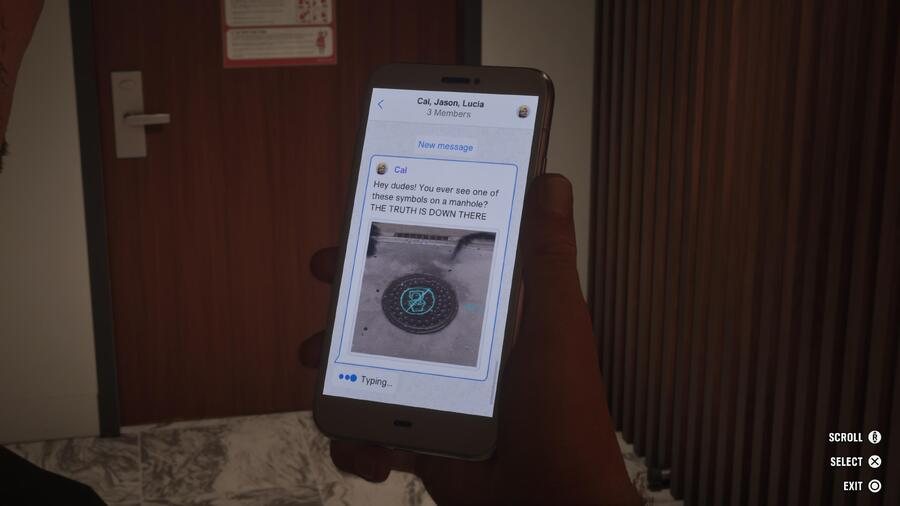 Cal, Jason, Lucia
3 Members
New message
Cal
Hey dudes! You ever see one of
these symbols on a manhole?
THE TRUTH IS DOWN THERE
Typing...
SCROLL
SELECT
EXIT